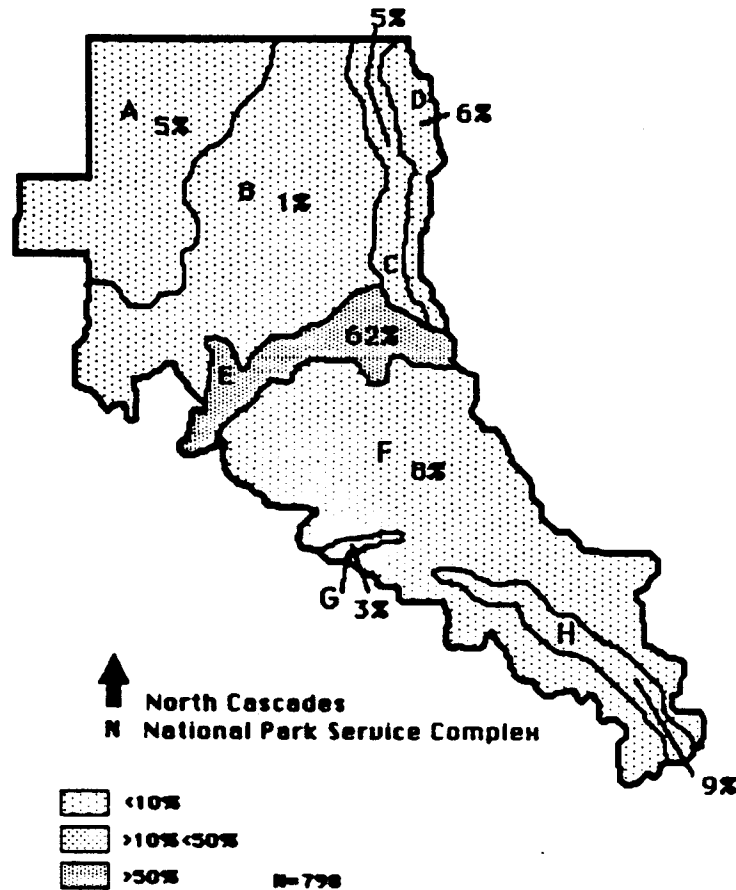 5%
A 5%
D
6%
B 1%
C
62%
E
F 8%
G 3%
H
9%
North Cascades
N National Park Service Complex
<10%
>10%<50%
>50% N=798